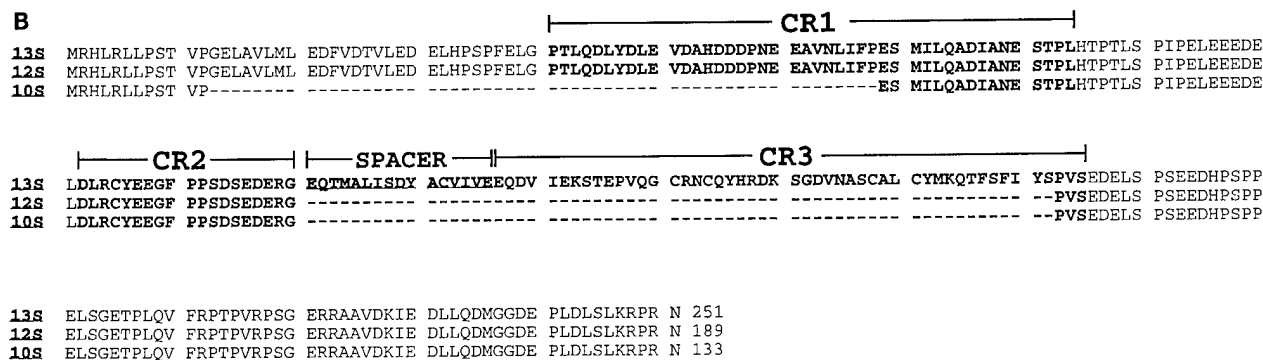 B
CR1
13S MRHLRLLPST VPGELAVLML EDFVDTVLED ELHPSPFELG PTLQDLYDLE VDAHDDDPNE EAVNLIFPES MILQADIANE STPLHTPTLS PIPELEEEDE
12S MRHLRLLPST VPGELAVLML EDFVDTVLED ELHPSPFELG PTLQDLYDLE VDAHDDDPNE EAVNLIFPES MILQADIANE STPLHTPTLS PIPELEEEDE
10S MRHLRLLPST VP-------- ---------- ---------- ---------- ---------- --------ES MILQADIANE STPLHTPTLS PIPELEEEDE
CR2 SPACER CR3
13S LDLRCYEEGF PPSDSEDERG EQTMALISDY ACVIVEEQDV IEKSTEPVQG CRNCQYHRDK SGDVNASCAL CYMKQTFSFI YSPVSEDELS PSEEDHPSPP
12S LDLRCYEEGF PPSDSEDERG ---------- ---------- ---------- ---------- ---------- ---------- --PVSEDELS PSEEDHPSPP
10S LDLRCYEEGF PPSDSEDERG ---------- ---------- ---------- ---------- ---------- ---------- --PVSEDELS PSEEDHPSPP
13S ELSGETPLQV FRPTPVRPSG ERRAAVDKIE DLLQDMGGDE PLDLSLKRPR N 251
12S ELSGETPLQV FRPTPVRPSG ERRAAVDKIE DLLQDMGGDE PLDLSLKRPR N 189
10S ELSGETPLQV FRPTPVRPSG ERRAAVDKIE DLLQDMGGDE PLDLSLKRPR N 133